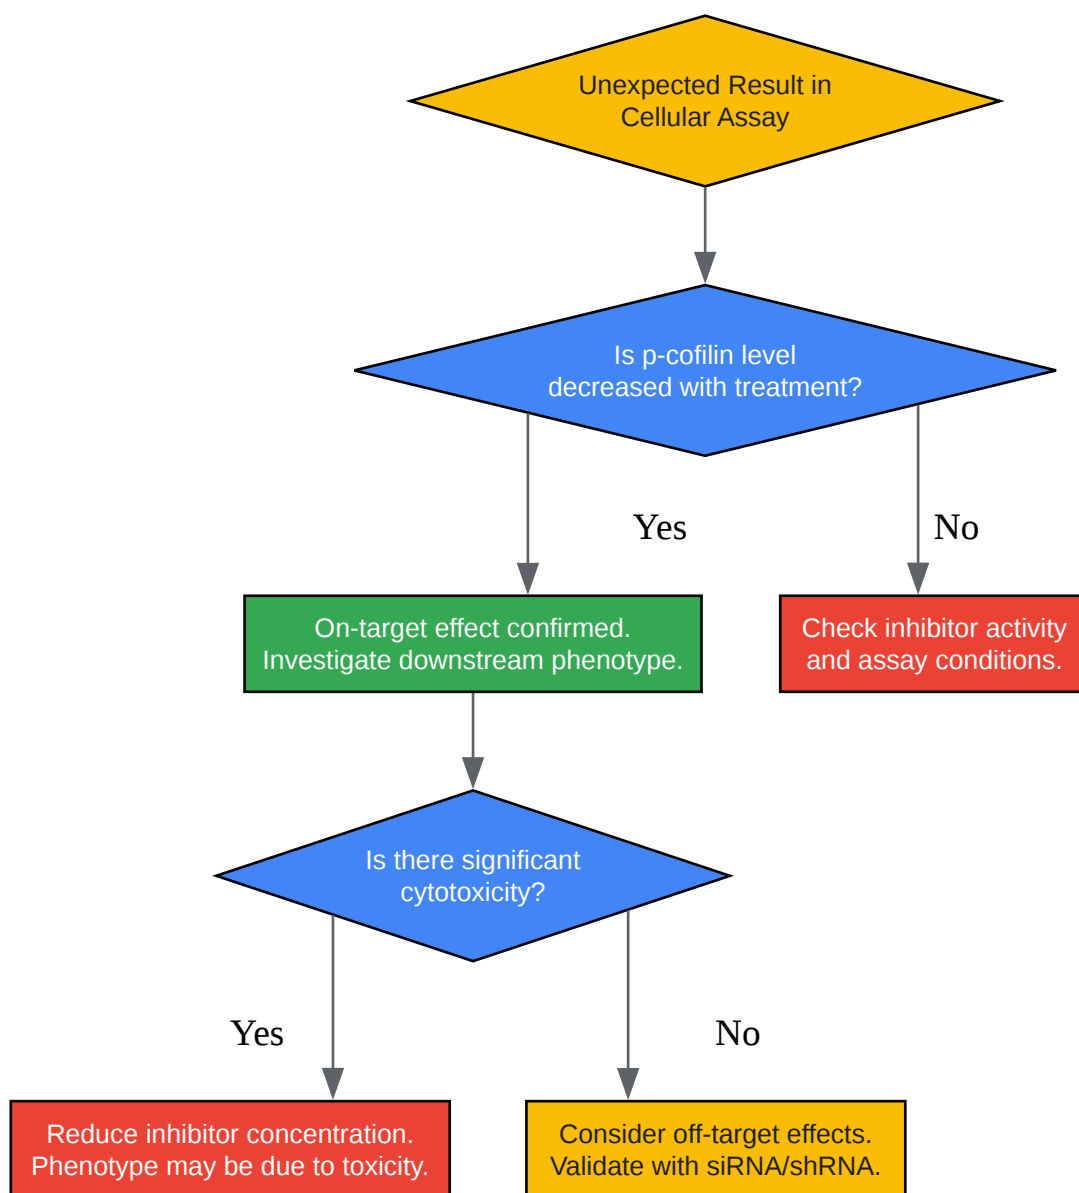 Unexpected Result in
Cellular Assay
Is p-cofilin level
decreased with treatment?
Yes
No
On-target effect confirmed.
Investigate downstream phenotype.
Check inhibitor activity
and assay conditions.
Is there significant
cytotoxicity?
Yes
No
Reduce inhibitor concentration.
Phenotype may be due to toxicity.
Consider off-target effects.
Validate with siRNA/shRNA.